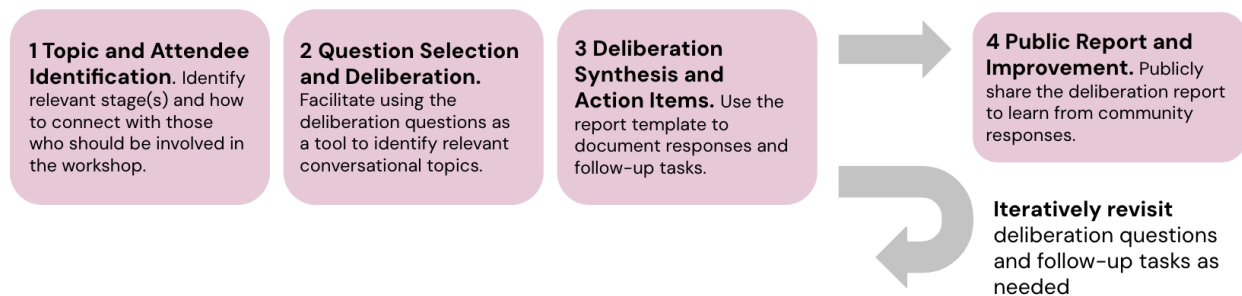 1 Topic and Attendee
Identification. Identify
relevant stage(s) and how
to connect with those
who should be involved in
the workshop.
2 Question Selection
and Deliberation.
Facilitate using the
deliberation questions as
a tool to identify relevant
conversational topics.
3 Deliberation
Synthesis and
Action Items. Use the
report template to
document responses and
follow-up tasks.
4 Public Report and
Improvement. Publicly
share the deliberation report
to learn from community
responses.
Iteratively revisit
deliberation questions
and follow-up tasks as
needed